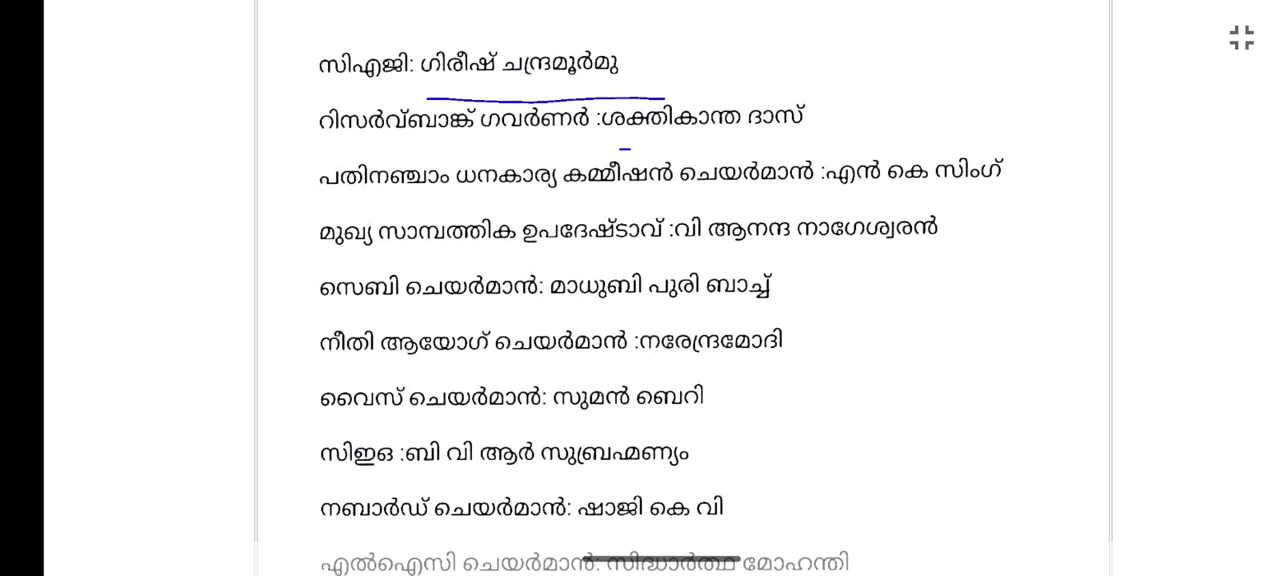 സിഎജി: ഗിരീഷ് ചന്ദ്രമൂർമു
റിസർവ്ബാങ്ക് ഗവർണർ :ശക്തികാന്ത ദാസ്
പതിനഞ്ചാം ധനകാര്യ കമ്മീഷൻ ചെയർമാൻ :എൻ കെ സിംഗ്
മുഖ്യ സാമ്പത്തിക ഉപദേഷ്ടാവ് :വി ആനന്ദ നാഗേശ്വരൻ
സെബി ചെയർമാൻ: മാധുബി പുരി ബാച്ച്
നീതി ആയോഗ് ചെയർമാൻ :നരേന്ദ്രമോദി
വൈസ് ചെയർമാൻ: സുമൻ ബെറി
സിഇഒ :ബി വി ആർ സുബ്രഹ്മണ്യം
നബാർഡ് ചെയർമാൻ: ഷാജി കെ വി
എൽഐസി ചെയർമാൻ: സിദ്ധാർത്ഥ മോഹന്തി